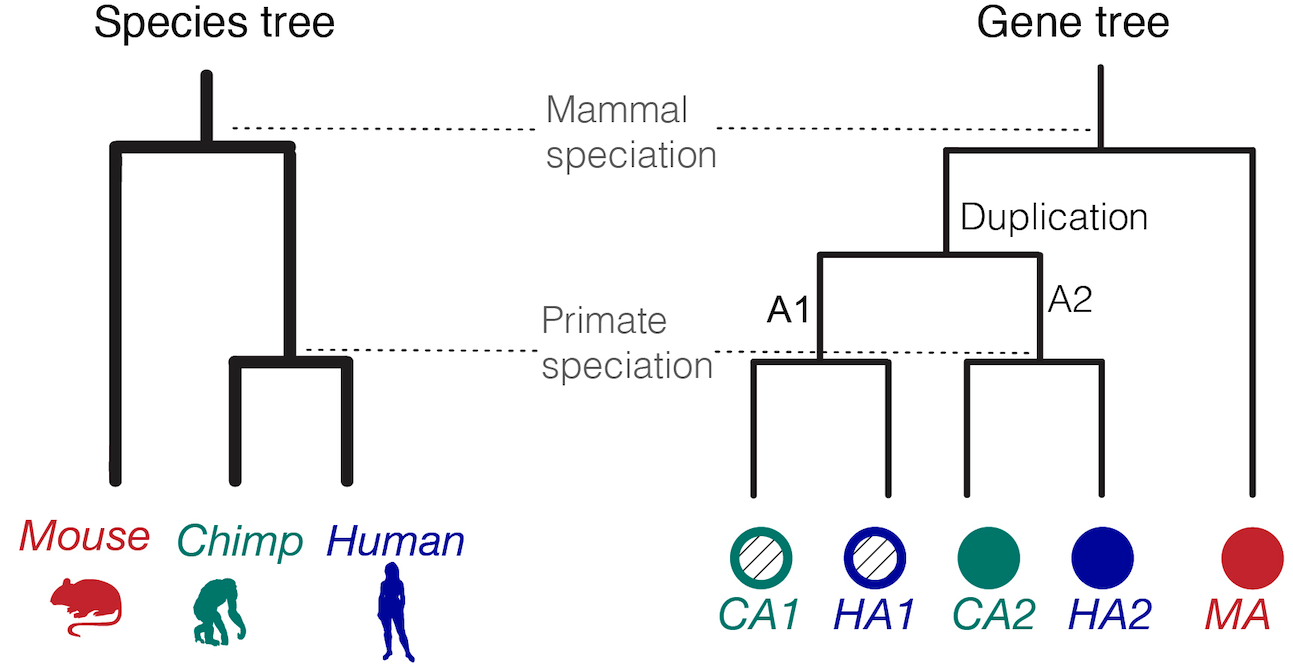 Species tree
Gene tree
Mammal
speciation
Duplication
A1
A2
Primate
speciation
Mouse
Chimp
Human
CA1
HA1
CA2
HA2
MA